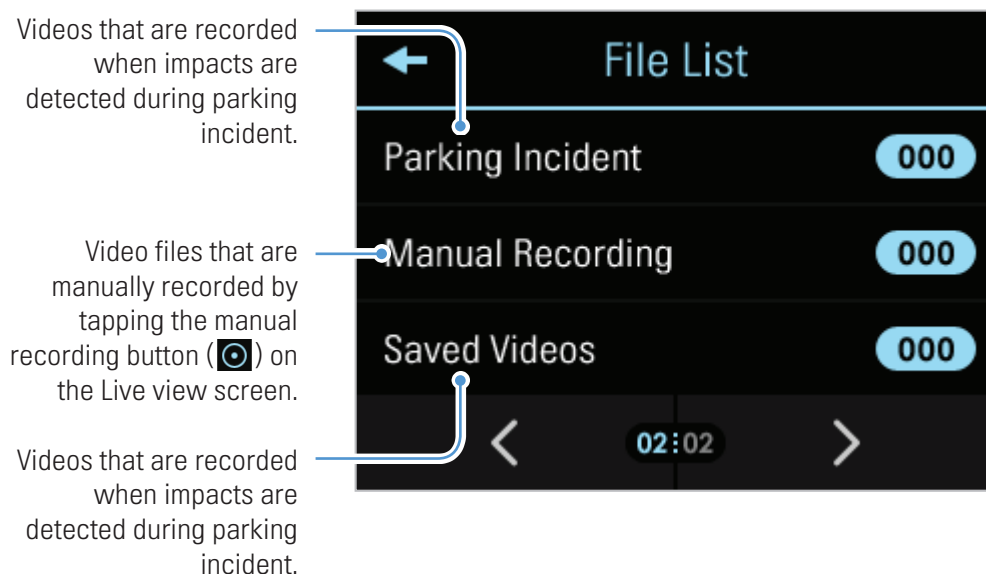 Videos that are recorded
when impacts are
detected during parking
incident.
Video files that are
manually recorded by
tapping the manual
recording button ( ) on
the Live view screen.
Videos that are recorded
when impacts are
detected during parking
incident.
File List
Parking Incident 000
Manual Recording 000
Saved Videos 000
02:02